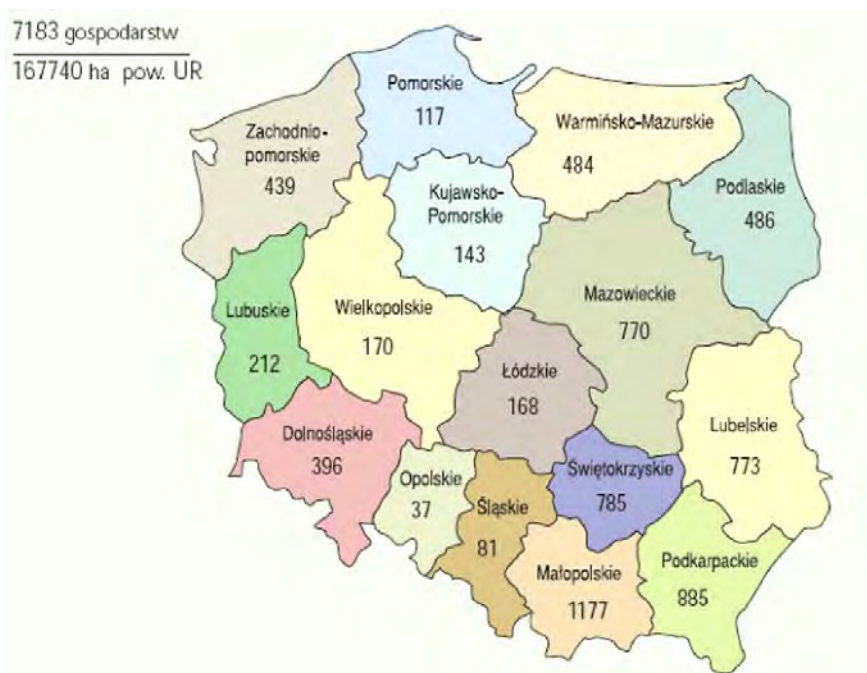 7183 gospodarstw
167740 ha pow. UR
Pomorskie
117
Warmińsko-Mazurskie
484
Zachodnio-
pomorskie
439
Kujawsko-
Pomorskie
143
Podlaskie
486
Mazowieckie
770
Lubuskie
212
Wielkopolskie
170
Łódzkie
168
Lubelskie
773
Dolnośląskie
396
Opolskie
37
Śląskie
81
Świętokrzyskie
785
Małopolskie
1177
Podkarpackie
885